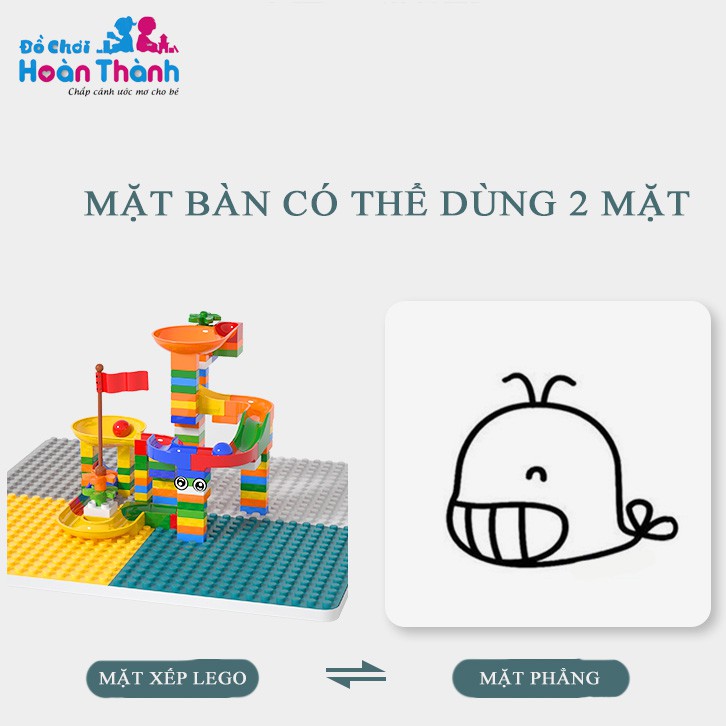 Đồ Chơi
Hoàn Thành
Chắp cánh ước mơ cho bé
MẶT BÀN CÓ THỂ DÙNG 2 MẶT
MẶT XẾP LEGO
MẶT PHẲNG